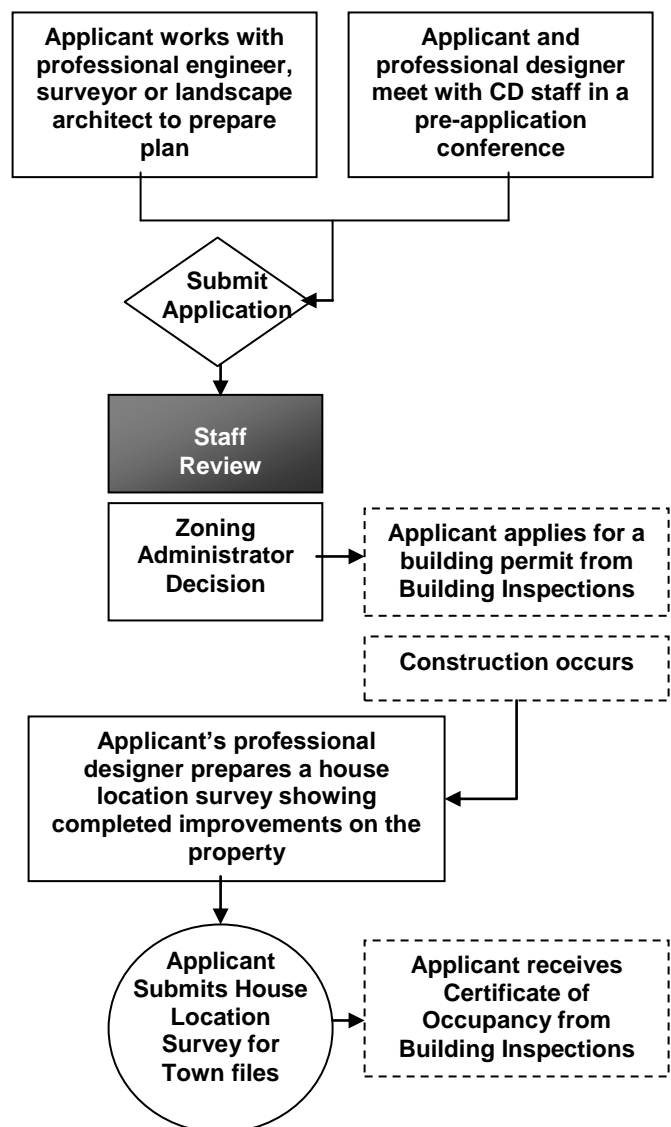 Applicant works with
professional engineer,
surveyor or landscape
architect to prepare
plan
Applicant and
professional designer
meet with CD staff in a
pre-application
conference
Submit
Application
Staff
Review
Zoning
Administrator
Decision
Applicant applies for a
building permit from
Building Inspections
Construction occurs
Applicant’s professional
designer prepares a house
location survey showing
completed improvements on the
property
Applicant
Submits House
Location
Survey for
Town files
Applicant receives
Certificate of
Occupancy from
Building Inspections